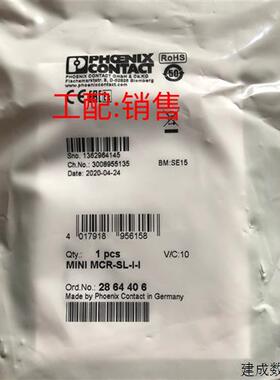 PHOENIX
CONTACT
RoHS
50
PHOENIX CONTACT GmbH & Co.KG
Flachsmarktstr. 8, D-32825 Blomberg
www.phoenixcontact.com
CE
工配:销售
Sno. 1362964145
Ch.No.: 3008955135
BM:SE15
2020-04-24
4 017918 956158
Qty.: 1 pcs
V/C:10
MINI MCR-SL-I-I
Ord.No.: 28 64 40 6
Made by Phoenix Contact in Germany
建成数